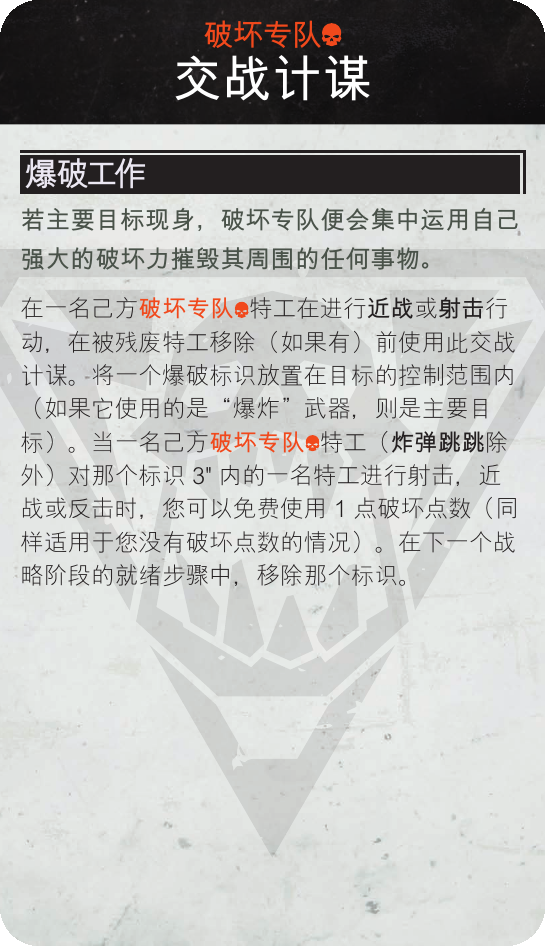 破坏专队
交战计谋
爆破工作
若主要目标现身，破坏专队便会集中运用自己
强大的破坏力摧毁其周围的任何事物。
在一名己方破坏专队特工在进行近战或射击行
动，在被残废特工移除（如果有）前使用此交战
计谋。-将一个爆破标识放置在目标的控制范围内
（如果它使用的是“爆炸”武器，则是主要目
标）。当一名己方破坏专队特工（炸弹跳跳除
外）对那个标识 3" 内的一名特工进行射击，近
战或反击时，您可以免费使用 1 点破坏点数（同
样适用于您没有破坏点数的情况）。在下一个战
略阶段的就绪步骤中，移除那个标识。